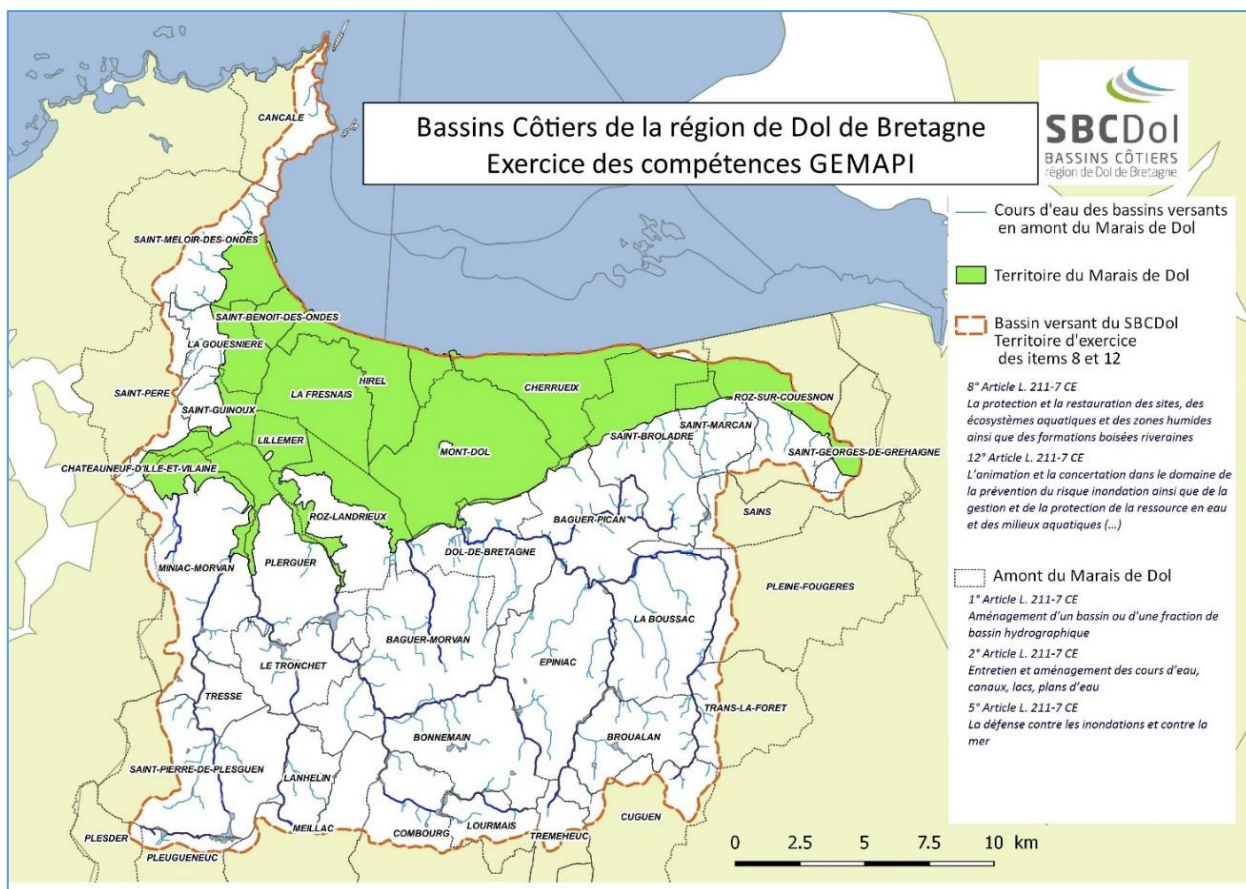 Bassins Côtiers de la région de Dol de Bretagne
Exercice des compétences GEMAPI
SBCDol
BASSINS CÔTIERS
région de Dol de Bretagne
Cours d'eau des bassins versants
en amont du Marais de Dol
Territoire du Marais de Dol
Bassin versant du SBCDol
Territoire d'exercice
des items 8 et 12
8° Article L. 211-7 CE
La protection et la restauration des sites, des
écosystèmes aquatiques et des zones humides
ainsi que des formations boisées riveraines
12° Article L. 211-7 CE
L'animation et la concertation dans le domaine de
la prévention du risque inondation ainsi que de la
gestion et de la protection de la ressource en eau
et des milieux aquatiques (...)
Amont du Marais de Dol
1° Article L. 211-7 CE
Aménagement d'un bassin ou d'une fraction de
bassin hydrographique
2° Article L. 211-7 CE
Entretien et aménagement des cours d'eau,
canaux, lacs, plans d'eau
5° Article L. 211-7 CE
La défense contre les inondations et contre la
mer
CANCALE
SAINT-MELOIR-DES-ONDES
SAINT-BENOIT-DES-ONDES
LA GOUESNIERE
HIREL
CHERRUEIX
SAINT-PERE
LA FRESNAIS
ROZ-SUR-COUESNON
SAINT-GUINOUX
SAINT-MARCAN
LILLEMER
SAINT-BROLADRE
MONT-DOL
SAINT-GEORGES-DE-GREHAIGNE
CHATEAUNEUF-D'ILLE-ET-VILAINE
SAINS
ROZ-LANDRIEUX
BAGUER-PICAN
DOL-DE-BRETAGNE
PLERGUER
MINIAC-MORVAN
PLEINE-FOUGERES
LA BOUSSAC
BAGUER-MORVAN
LE TRONCHET
EPINIAC
TRESSE
TRANS-LA-FORET
BONNEMAIN
BROUALAN
SAINT-PIERRE-DE-PLESGUEN
LANHELIN
CUGUEN
MEILLAC
LOURMAIS
COMBOURG
TREMEHEUC
PLESDER
PLEUGUENEUC
0 2.5 5 7.5 10 km